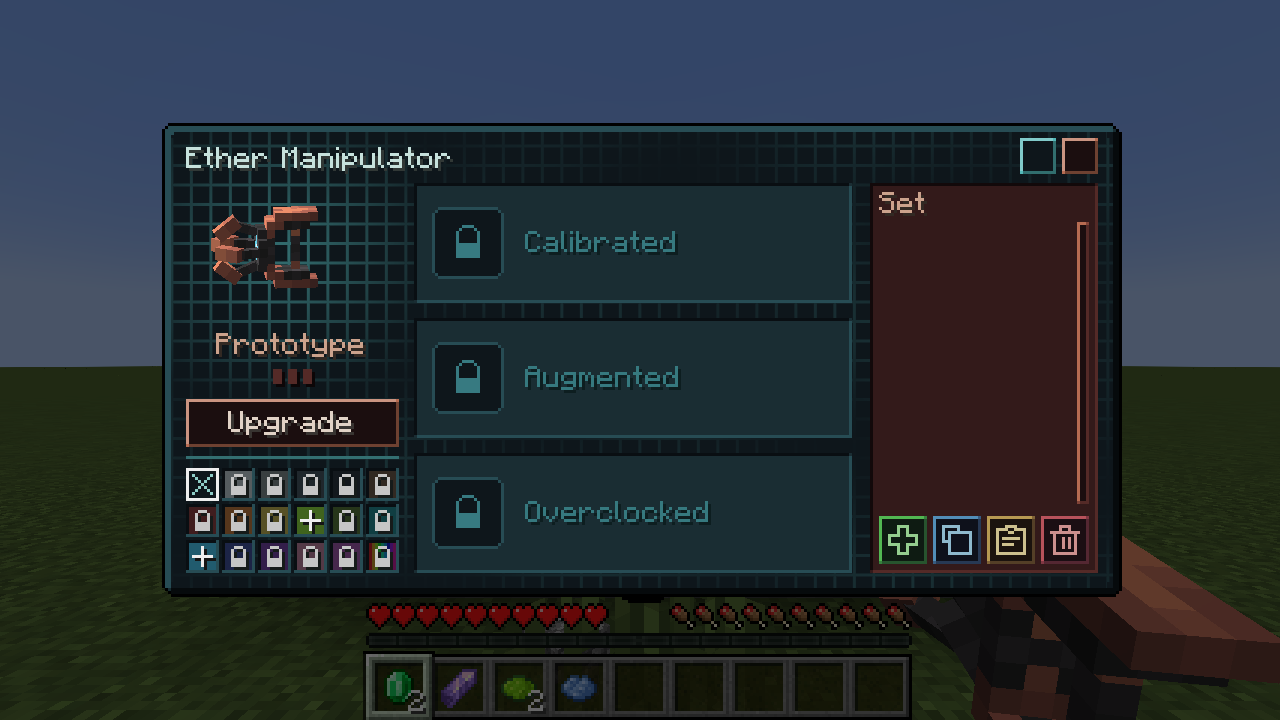 Ether Manipulator
Set
Calibrated
Prototype
Augmented
Upgrade
Overclocked
2
2